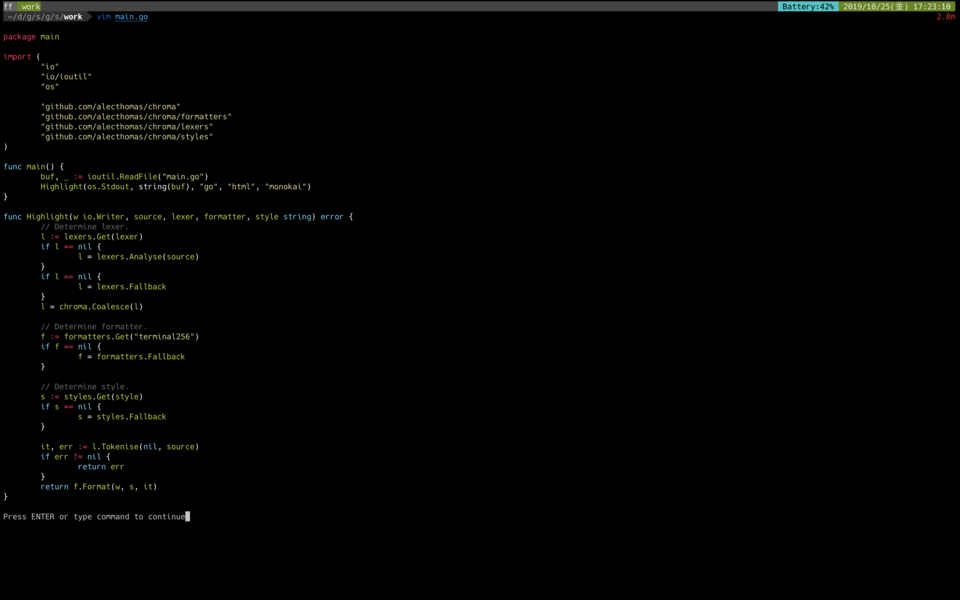 ff work Battery:42% 2019/10/25(金) 17:23:10
~/d/g/s/g/s/work vim main.go 2.8m
package main
import (
"io"
"io/ioutil"
"os"
"github.com/alecthomas/chroma"
"github.com/alecthomas/chroma/formatters"
"github.com/alecthomas/chroma/lexers"
"github.com/alecthomas/chroma/styles"
)
func main() {
buf, _ := ioutil.ReadFile("main.go")
Highlight(os.Stdout, string(buf), "go", "html", "monokai")
}
func Highlight(w io.Writer, source, lexer, formatter, style string) error {
// Determine lexer.
l := lexers.Get(lexer)
if l == nil {
l = lexers.Analyse(source)
}
if l == nil {
l = lexers.Fallback
}
l = chroma.Coalesce(l)
// Determine formatter.
f := formatters.Get("terminal256")
if f == nil {
f = formatters.Fallback
}
// Determine style.
s := styles.Get(style)
if s == nil {
s = styles.Fallback
}
it, err := l.Tokenise(nil, source)
if err != nil {
return err
}
return f.Format(w, s, it)
}
Press ENTER or type command to continue